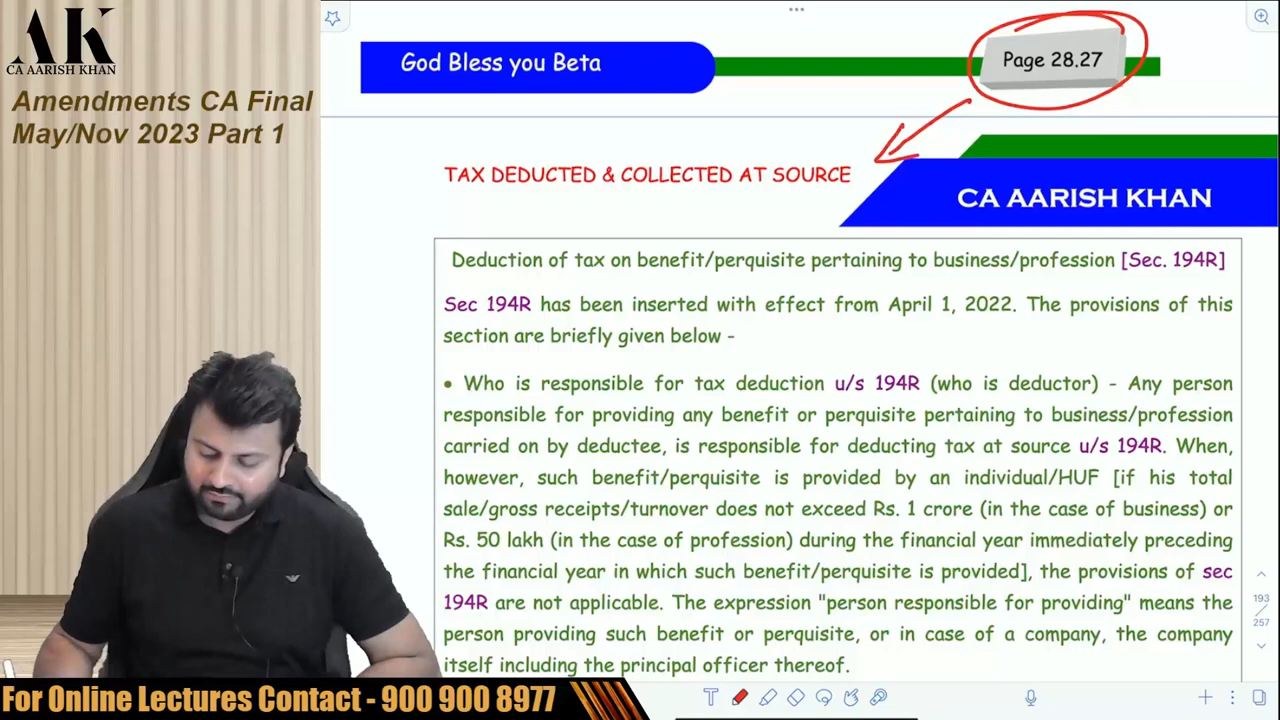 AK
CA AARISH KHAN
Amendments CA Final
May/Nov 2023 Part 1
God Bless you Beta
Page 28.27
TAX DEDUCTED & COLLECTED AT SOURCE
CA AARISH KHAN
Deduction of tax on benefit/perquisite pertaining to business/profession [Sec. 194R]
Sec 194R has been inserted with effect from April 1, 2022. The provisions of this
section are briefly given below -
• Who is responsible for tax deduction u/s 194R (who is deductor) - Any person
responsible for providing any benefit or perquisite pertaining to business/profession
carried on by deductee, is responsible for deducting tax at source u/s 194R. When,
however, such benefit/perquisite is provided by an individual/HUF [if his total
sale/gross receipts/turnover does not exceed Rs. 1 crore (in the case of business) or
Rs. 50 lakh (in the case of profession) during the financial year immediately preceding
the financial year in which such benefit/perquisite is provided], the provisions of sec
194R are not applicable. The expression "person responsible for providing" means the
person providing such benefit or perquisite, or in case of a company, the company
itself including the principal officer thereof.
193
257
For Online Lectures Contact - 900 900 8977